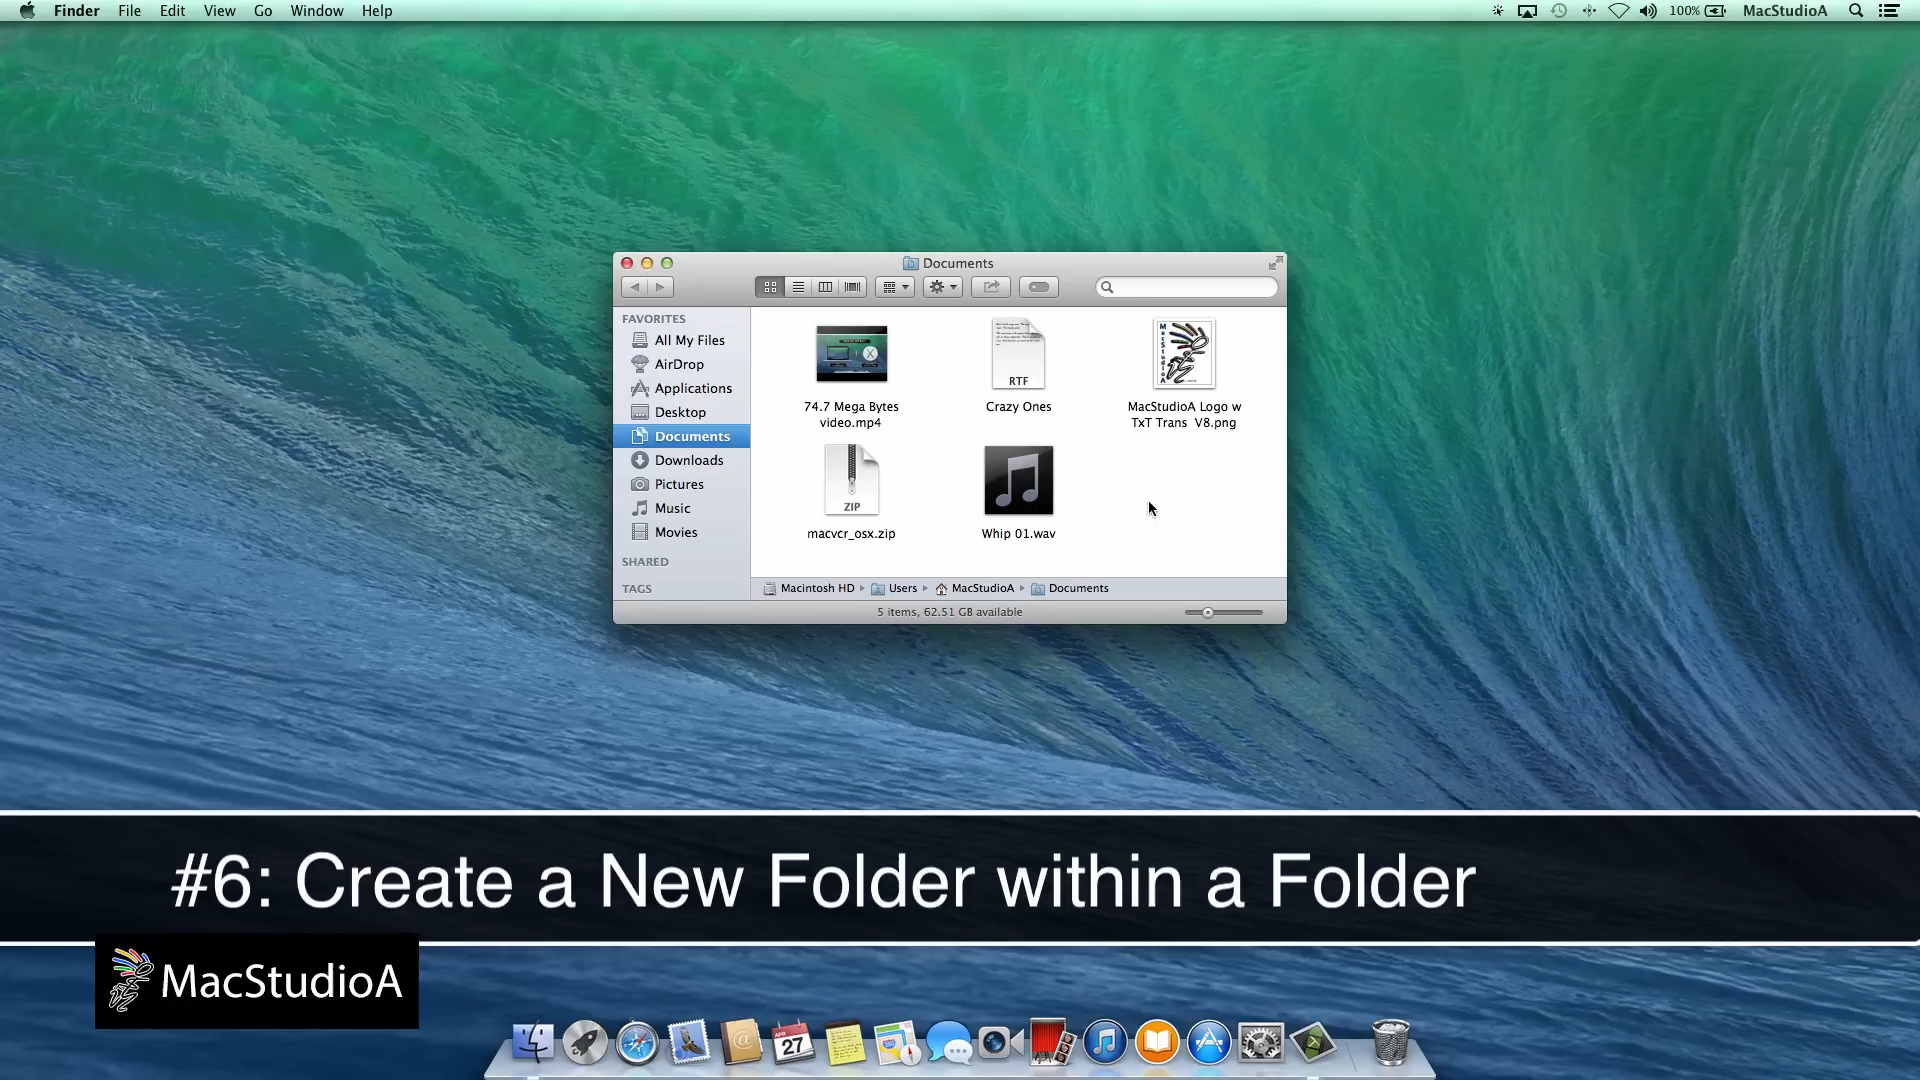 Finder File Edit View Go Window Help
100% MacStudioA
Documents
FAVORITES
All My Files
AirDrop
Applications
Desktop
Documents
Downloads
Pictures
Music
Movies
SHARED
TAGS
74.7 Mega Bytes
video.mp4
RTF
Crazy Ones
MacStudioA
MacStudioA Logo w
TxT Trans V8.png
ZIP
macvcr_osx.zip
Whip 01.wav
Macintosh HD Users MacStudioA Documents
5 items, 62.51 GB available
#6: Create a New Folder within a Folder
MacStudioA
APR
27